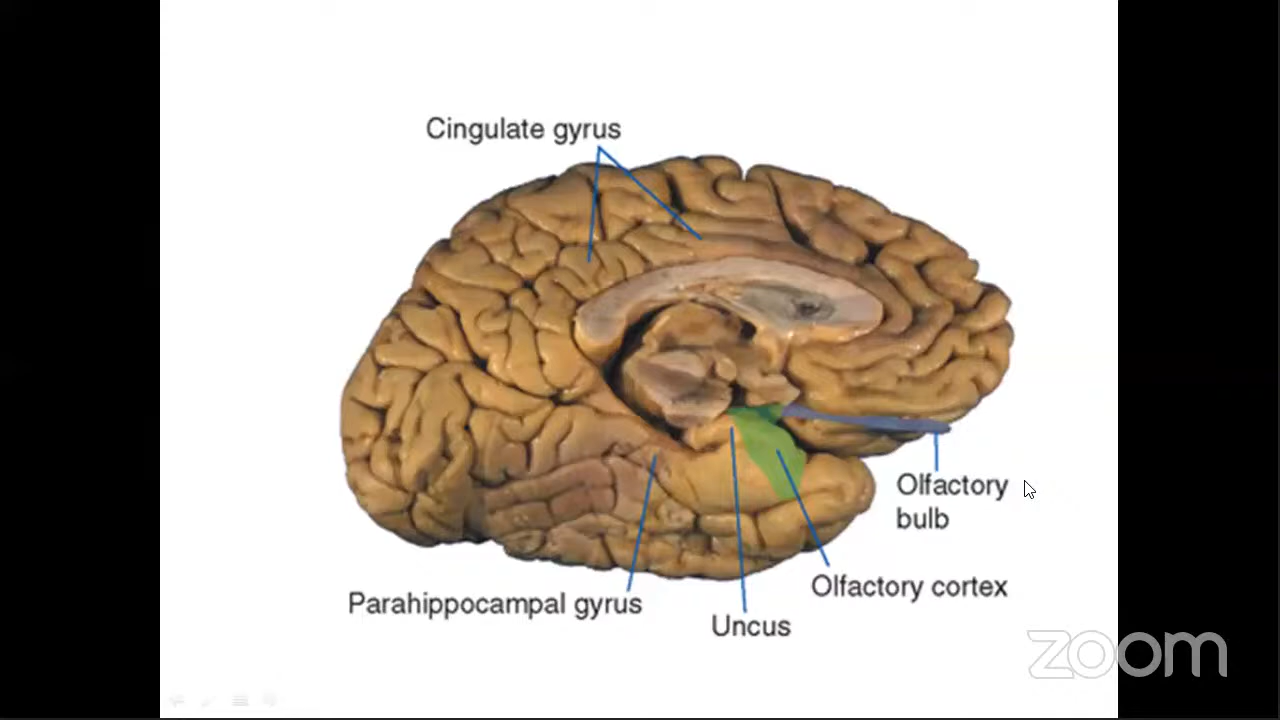 Cingulate gyrus
Olfactory
bulb
Olfactory cortex
Parahippocampal gyrus
Uncus
zoom